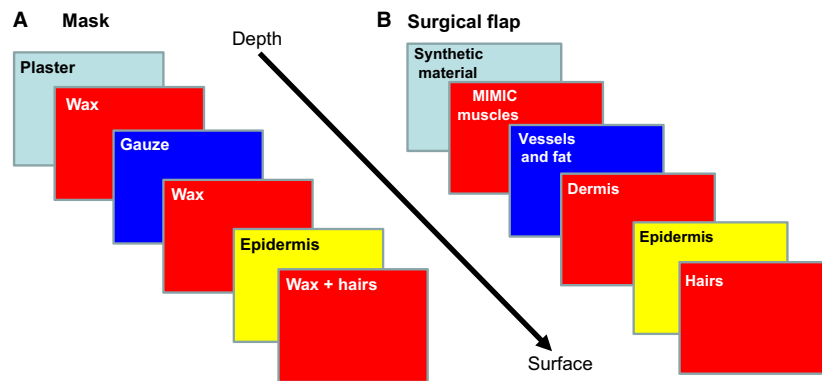 A Mask
Depth
B Surgical flap
Plaster
Wax
Gauze
Wax
Epidermis
Wax + hairs
Synthetic
material
MIMIC
muscles
Vessels
and fat
Dermis
Epidermis
Hairs
Surface